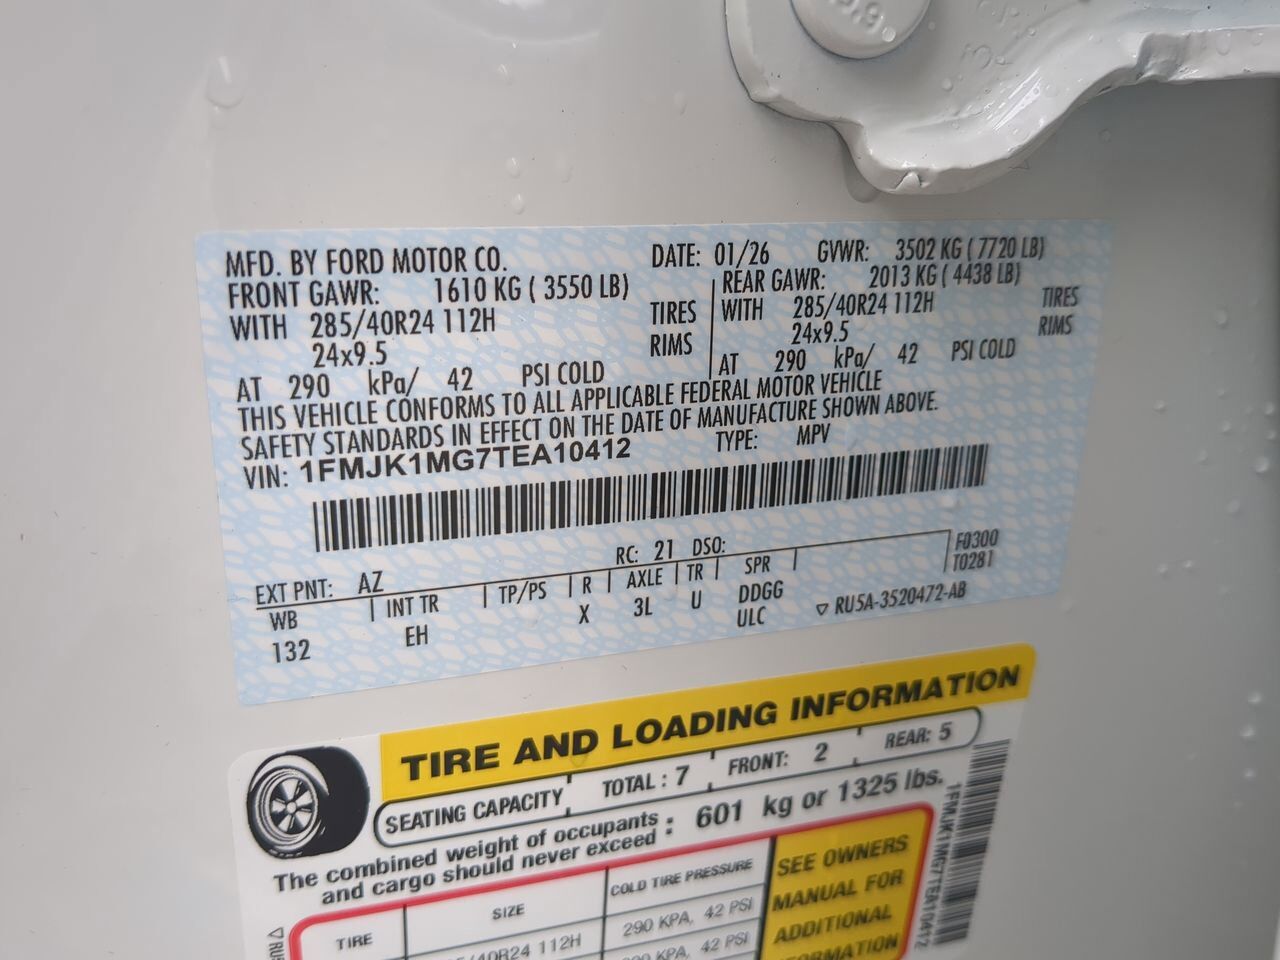 MFD. BY FORD MOTOR CO. DATE: 01/26 GVWR: 3502 KG ( 7720 LB)
FRONT GAWR: 1610 KG ( 3550 LB) REAR GAWR: 2013 KG ( 4438 LB)
WITH 285/40R24 112H TIRES WITH 285/40R24 112H TIRES
24x9.5 RIMS 24x9.5 RIMS
AT 290 kPa/ 42 PSI COLD AT 290 kPa/ 42 PSI COLD
THIS VEHICLE CONFORMS TO ALL APPLICABLE FEDERAL MOTOR VEHICLE
SAFETY STANDARDS IN EFFECT ON THE DATE OF MANUFACTURE SHOWN ABOVE.
VIN: 1FMJK1MG7TEA10412 TYPE: MPV
RC: 21 DSO:
EXT PNT: AZ F0300
WB INT TR TP/PS R AXLE TR SPR T0281
132 EH X 3L U DDGG
ULC ▽ RU5A-3520472-AB
TIRE AND LOADING INFORMATION
SEATING CAPACITY TOTAL : 7 FRONT: 2 REAR: 5
The combined weight of occupants
and cargo should never exceed : 601 kg or 1325 lbs.
TIRE SIZE COLD TIRE PRESSURE
/40R24 112H 290 KPA, 42 PSI
KPA, 42 PSI
SEE OWNERS
MANUAL FOR
ADDITIONAL
1FMJK1MG7TEA10412